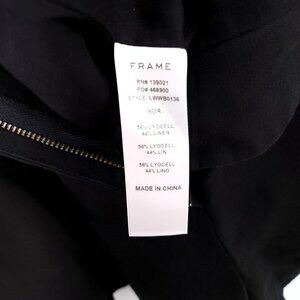 FRAME
RN# 139021
PO# 468900
STYLE: LWWB0136
NOIR
56% LYOCELL
44% LINEN
56% LYOCELL
44% LIN
56% LYOCELL
44% LINO
MADE IN CHINA